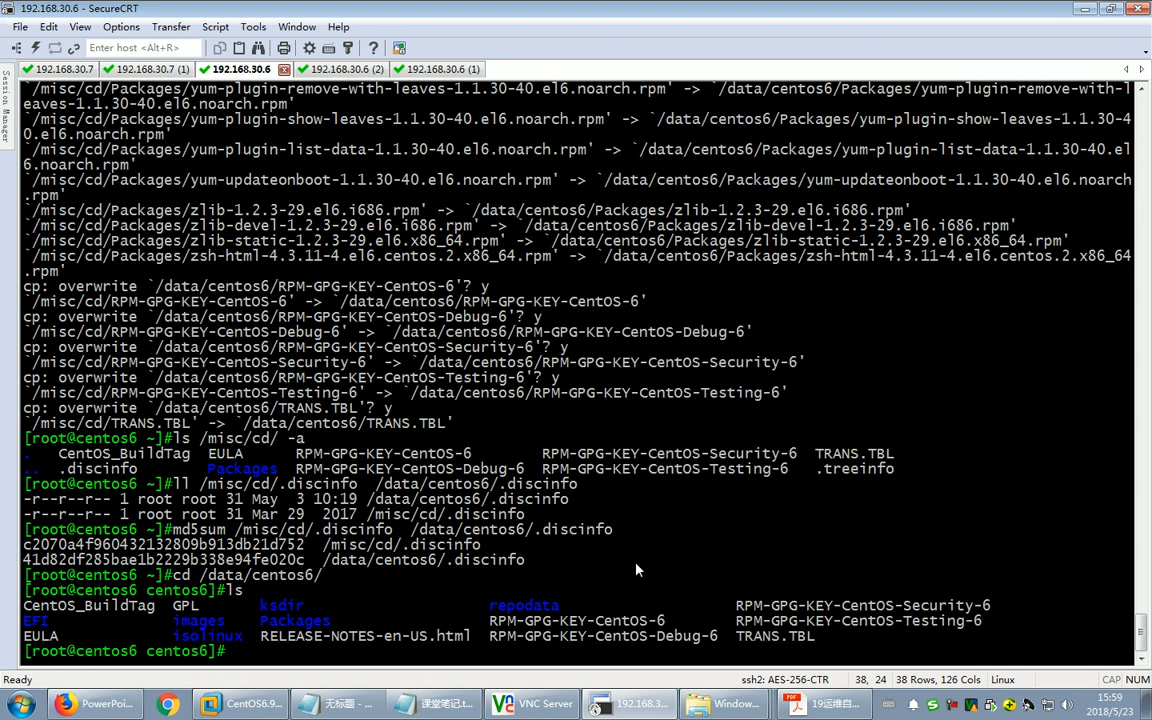 192.168.30.6 - SecureCRT
File Edit View Options Transfer Script Tools Window Help
Enter host <Alt+R>
Session Manager
192.168.30.7 192.168.30.7 (1) 192.168.30.6 192.168.30.6 (2) 192.168.30.6 (1)
`/misc/cd/Packages/yum-plugin-remove-with-leaves-1.1.30-40.el6.noarch.rpm' -> `/data/centos6/Packages/yum-plugin-remove-with-l
eaves-1.1.30-40.el6.noarch.rpm'
`/misc/cd/Packages/yum-plugin-show-leaves-1.1.30-40.el6.noarch.rpm' -> `/data/centos6/Packages/yum-plugin-show-leaves-1.1.30-4
0.el6.noarch.rpm'
`/misc/cd/Packages/yum-plugin-list-data-1.1.30-40.el6.noarch.rpm' -> `/data/centos6/Packages/yum-plugin-list-data-1.1.30-40.el
6.noarch.rpm'
`/misc/cd/Packages/yum-updateonboot-1.1.30-40.el6.noarch.rpm' -> `/data/centos6/Packages/yum-updateonboot-1.1.30-40.el6.noarch
.rpm'
`/misc/cd/Packages/zlib-1.2.3-29.el6.i686.rpm' -> `/data/centos6/Packages/zlib-1.2.3-29.el6.i686.rpm'
`/misc/cd/Packages/zlib-devel-1.2.3-29.el6.i686.rpm' -> `/data/centos6/Packages/zlib-devel-1.2.3-29.el6.i686.rpm'
`/misc/cd/Packages/zlib-static-1.2.3-29.el6.x86_64.rpm' -> `/data/centos6/Packages/zlib-static-1.2.3-29.el6.x86_64.rpm'
`/misc/cd/Packages/zsh-html-4.3.11-4.el6.centos.2.x86_64.rpm' -> `/data/centos6/Packages/zsh-html-4.3.11-4.el6.centos.2.x86_64
.rpm'
cp: overwrite `/data/centos6/RPM-GPG-KEY-CentOS-6'? y
`/misc/cd/RPM-GPG-KEY-CentOS-6' -> `/data/centos6/RPM-GPG-KEY-CentOS-6'
cp: overwrite `/data/centos6/RPM-GPG-KEY-CentOS-Debug-6'? y
`/misc/cd/RPM-GPG-KEY-CentOS-Debug-6' -> `/data/centos6/RPM-GPG-KEY-CentOS-Debug-6'
cp: overwrite `/data/centos6/RPM-GPG-KEY-CentOS-Security-6'? y
`/misc/cd/RPM-GPG-KEY-CentOS-Security-6' -> `/data/centos6/RPM-GPG-KEY-CentOS-Security-6'
cp: overwrite `/data/centos6/RPM-GPG-KEY-CentOS-Testing-6'? y
`/misc/cd/RPM-GPG-KEY-CentOS-Testing-6' -> `/data/centos6/RPM-GPG-KEY-CentOS-Testing-6'
cp: overwrite `/data/centos6/TRANS.TBL'? y
`/misc/cd/TRANS.TBL' -> `/data/centos6/TRANS.TBL'
[root@centos6 ~]#ls /misc/cd/ -a
. CentOS_BuildTag EULA RPM-GPG-KEY-CentOS-6 RPM-GPG-KEY-CentOS-Security-6 TRANS.TBL
.. .discinfo Packages RPM-GPG-KEY-CentOS-Debug-6 RPM-GPG-KEY-CentOS-Testing-6 .treeinfo
[root@centos6 ~]#ll /misc/cd/.discinfo /data/centos6/.discinfo
-r--r--r-- 1 root root 31 May 3 10:19 /data/centos6/.discinfo
-r--r--r-- 1 root root 31 Mar 29 2017 /misc/cd/.discinfo
[root@centos6 ~]#md5sum /misc/cd/.discinfo /data/centos6/.discinfo
c2070a4f960432132809b913db21d752 /misc/cd/.discinfo
41d82df285bae1b2229b338e94fe020c /data/centos6/.discinfo
[root@centos6 ~]#cd /data/centos6/
[root@centos6 centos6]#ls
CentOS_BuildTag GPL ksdir repodata RPM-GPG-KEY-CentOS-Security-6
EFI images Packages RPM-GPG-KEY-CentOS-6 RPM-GPG-KEY-CentOS-Testing-6
EULA isolinux RELEASE-NOTES-en-US.html RPM-GPG-KEY-CentOS-Debug-6 TRANS.TBL
[root@centos6 centos6]#
Ready ssh2: AES-256-CTR 38, 24 38 Rows, 126 Cols Linux CAP NUM
PowerPoi... CentOS6.9... 无标题 - ... 课堂笔记.t... VNC Server 192.168.3... Window... 19运维自... 15:59
2018/5/23